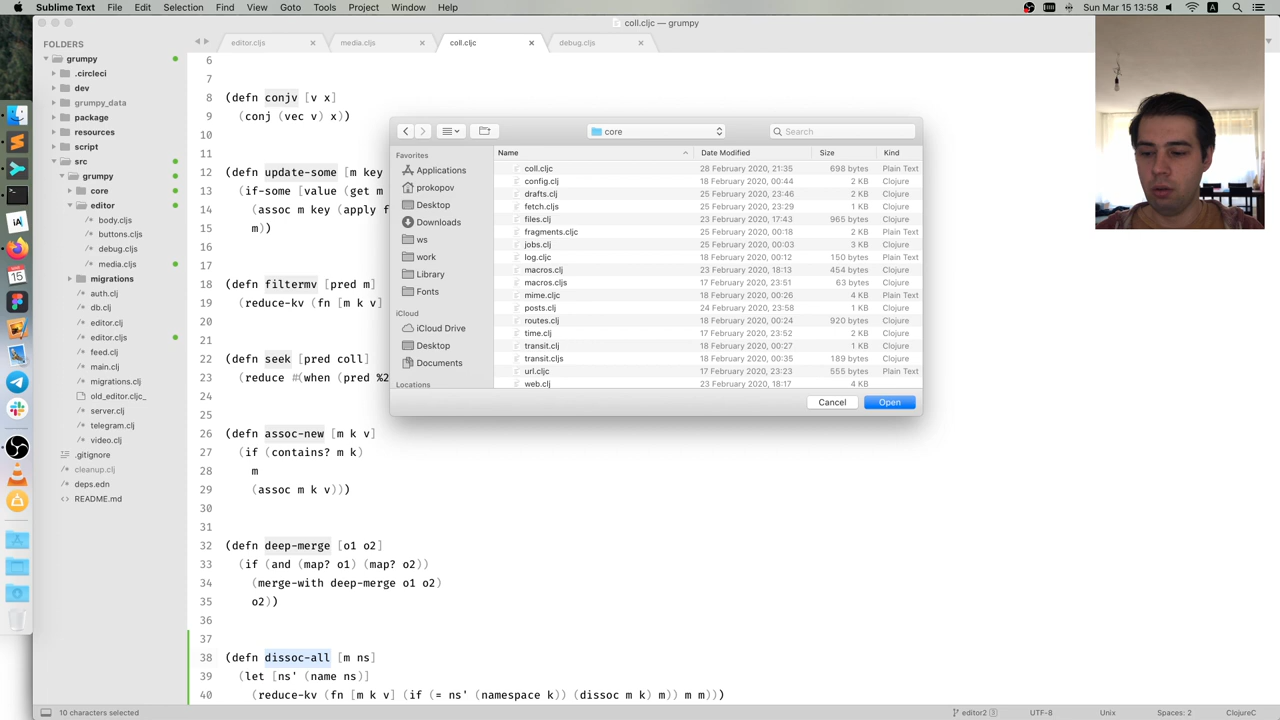 Sublime Text File Edit Selection Find View Goto Tools Project Window Help
Sun Mar 15 13:58
coll.cljc — grumpy
FOLDERS
grumpy
.circleci
dev
grumpy_data
package
resources
script
src
grumpy
core
editor
body.cljs
buttons.cljs
debug.cljs
media.cljs
migrations
auth.clj
db.clj
editor.clj
editor.cljs
feed.clj
main.clj
migrations.clj
old_editor.cljc_
server.clj
telegram.clj
video.clj
.gitignore
cleanup.clj
deps.edn
README.md
editor.cljs
media.cljs
coll.cljc
debug.cljs
6
7
8 (defn conjv [v x]
9 (conj (vec v) x))
10
11
12 (defn update-some [m key
13 (if-some [value (get m
14 (assoc m key (apply f
15 m))
16
17
18 (defn filtermv [pred m]
19 (reduce-kv (fn [m k v]
20
21
22 (defn seek [pred coll]
23 (reduce #(when (pred %2
24
25
26 (defn assoc-new [m k v]
27 (if (contains? m k)
28 m
29 (assoc m k v)))
30
31
32 (defn deep-merge [o1 o2]
33 (if (and (map? o1) (map? o2))
34 (merge-with deep-merge o1 o2)
35 o2))
36
37
38 (defn dissoc-all [m ns]
39 (let [ns' (name ns)]
40 (reduce-kv (fn [m k v] (if (= ns' (namespace k)) (dissoc m k) m)) m m)))
core
Search
Favorites
Applications
prokopov
Desktop
Downloads
ws
work
Library
Fonts
iCloud
iCloud Drive
Desktop
Documents
Locations
Name Date Modified Size Kind
coll.cljc 28 February 2020, 21:35 698 bytes Plain Text
config.clj 18 February 2020, 00:44 2 KB Clojure
drafts.clj 25 February 2020, 23:46 2 KB Clojure
fetch.cljs 25 February 2020, 23:29 1 KB Clojure
files.clj 23 February 2020, 17:43 965 bytes Clojure
fragments.cljc 25 February 2020, 00:18 2 KB Plain Text
jobs.clj 25 February 2020, 00:03 3 KB Clojure
log.cljc 18 February 2020, 00:12 150 bytes Plain Text
macros.clj 23 February 2020, 18:13 454 bytes Clojure
macros.cljs 17 February 2020, 23:51 63 bytes Clojure
mime.cljc 18 February 2020, 00:26 4 KB Plain Text
posts.clj 24 February 2020, 23:58 1 KB Clojure
routes.clj 18 February 2020, 00:24 920 bytes Clojure
time.clj 17 February 2020, 23:52 2 KB Clojure
transit.clj 18 February 2020, 00:27 1 KB Clojure
transit.cljs 18 February 2020, 00:35 189 bytes Clojure
url.cljc 17 February 2020, 23:23 555 bytes Plain Text
web.clj 23 February 2020, 18:17 4 KB Clojure
Cancel
Open
10 characters selected
editor2 3
UTF-8
Unix
Spaces: 2
ClojureC